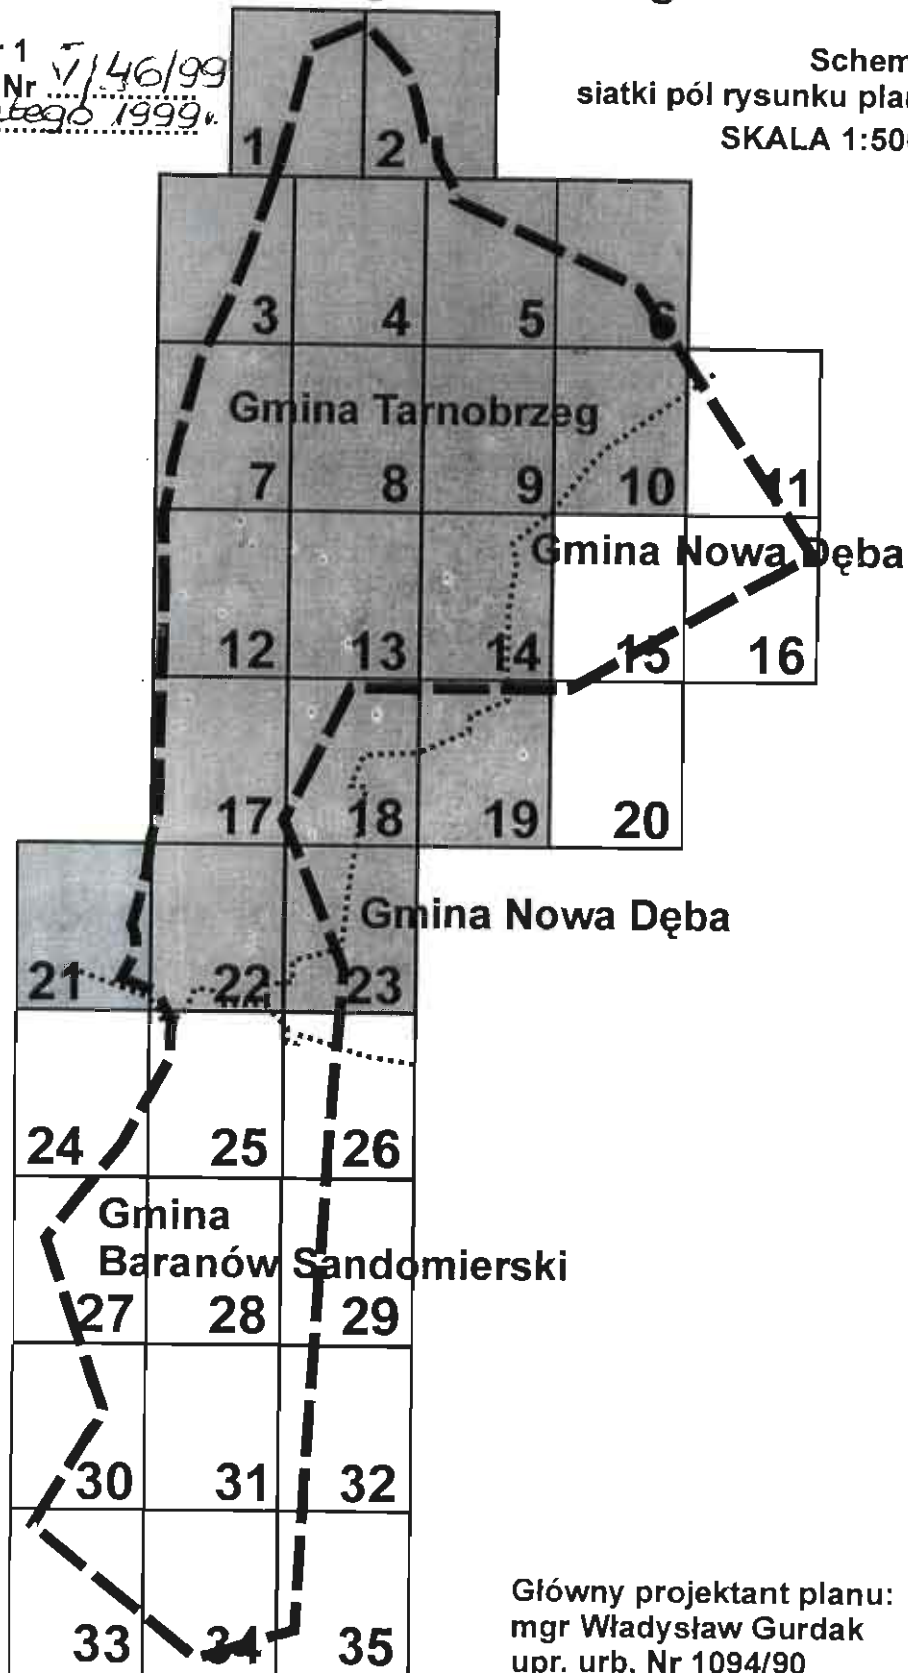 r 1
Nr V/46/99
1999r.
Schem
siatki pól rysunku plan
SKALA 1:50
1 2
3 4 5 6
Gmina Tarnobrzeg
7 8 9 10 11
Gmina Nowa Dęba
12 13 14 15 16
17 18 19 20
Gmina Nowa Dęba
21 22 23
24 25 26
Gmina
Baranów Sandomierski
27 28 29
30 31 32
33 34 35
Główny projektant planu:
mgr Władysław Gurdak
upr. urb. Nr 1094/90